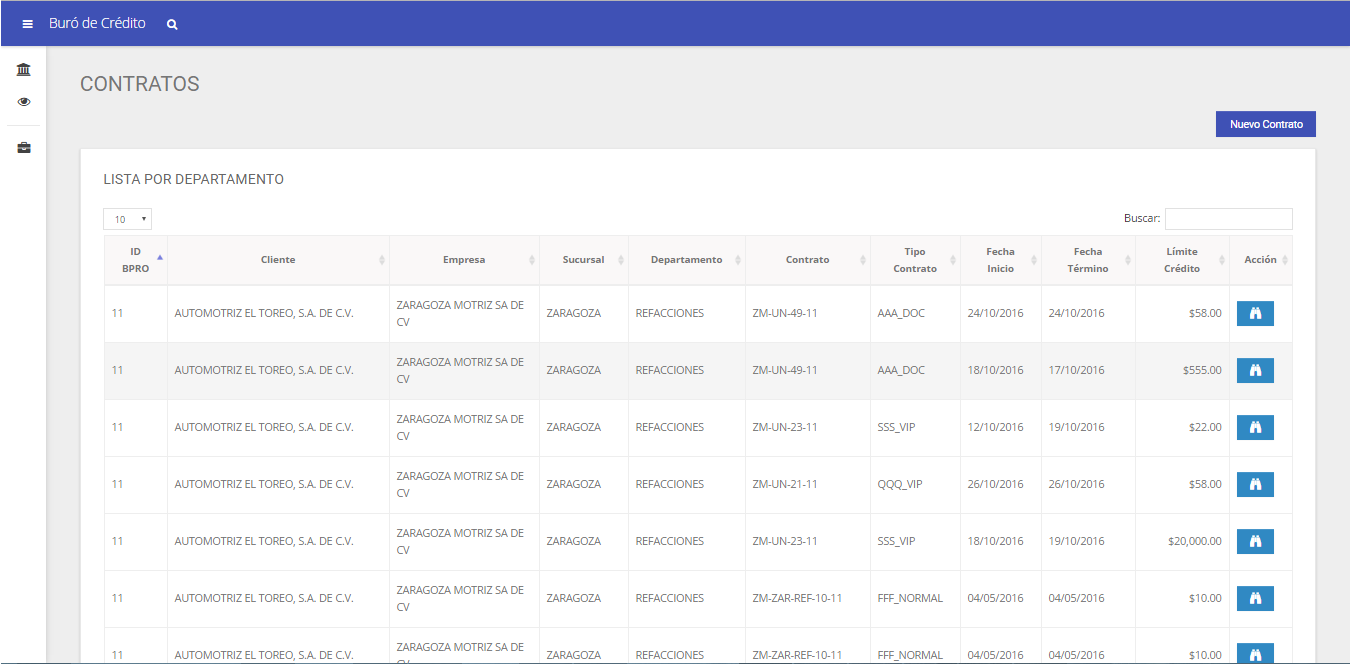 Buró de Crédito
CONTRATOS
Nuevo Contrato
LISTA POR DEPARTAMENTO
10
Buscar:
ID BPRO Cliente Empresa Sucursal Departamento Contrato Tipo Contrato Fecha Inicio Fecha Término Límite Crédito Acción
11 AUTOMOTRIZ EL TOREO, S.A. DE C.V. ZARAGOZA MOTRIZ SA DE CV ZARAGOZA REFACCIONES ZM-UN-49-11 AAA_DOC 24/10/2016 24/10/2016 $58.00
11 AUTOMOTRIZ EL TOREO, S.A. DE C.V. ZARAGOZA MOTRIZ SA DE CV ZARAGOZA REFACCIONES ZM-UN-49-11 AAA_DOC 18/10/2016 17/10/2016 $555.00
11 AUTOMOTRIZ EL TOREO, S.A. DE C.V. ZARAGOZA MOTRIZ SA DE CV ZARAGOZA REFACCIONES ZM-UN-23-11 SSS_VIP 12/10/2016 19/10/2016 $22.00
11 AUTOMOTRIZ EL TOREO, S.A. DE C.V. ZARAGOZA MOTRIZ SA DE CV ZARAGOZA REFACCIONES ZM-UN-21-11 QQQ_VIP 26/10/2016 26/10/2016 $58.00
11 AUTOMOTRIZ EL TOREO, S.A. DE C.V. ZARAGOZA MOTRIZ SA DE CV ZARAGOZA REFACCIONES ZM-UN-23-11 SSS_VIP 18/10/2016 19/10/2016 $20,000.00
11 AUTOMOTRIZ EL TOREO, S.A. DE C.V. ZARAGOZA MOTRIZ SA DE CV ZARAGOZA REFACCIONES ZM-ZAR-REF-10-11 FFF_NORMAL 04/05/2016 04/05/2016 $10.00
11 AUTOMOTRIZ EL TOREO, S.A. DE C.V. ZARAGOZA MOTRIZ SA DE ZARAGOZA REFACCIONES ZM-ZAR-REF-10-11 FFF_NORMAL 04/05/2016 04/05/2016 $10.00